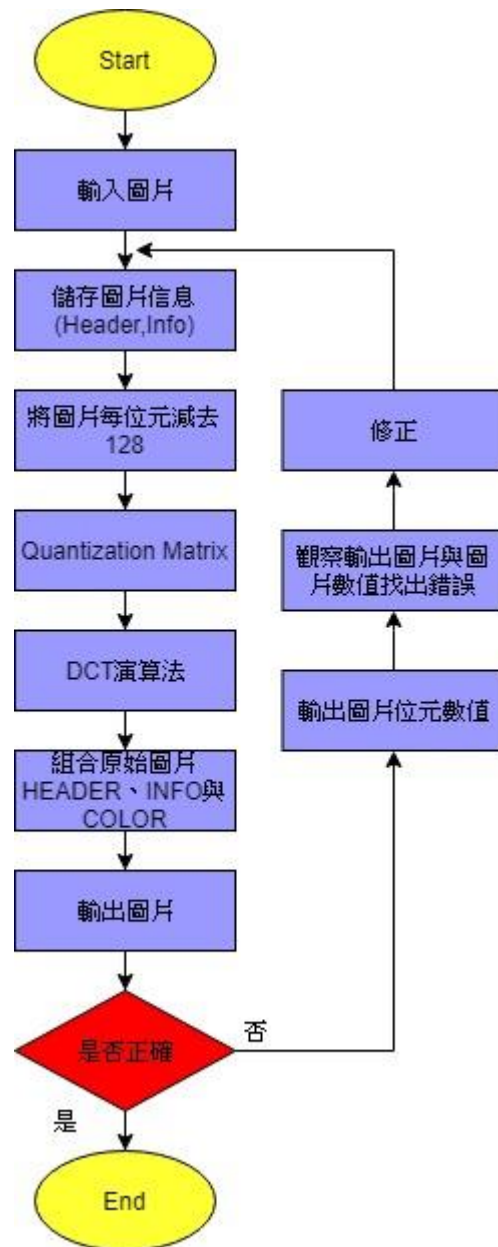 Start
輸入圖片
儲存圖片信息
(Header,Info)
將圖片每位元減去
128
Quantization Matrix
DCT演算法
組合原始圖片
HEADER、INFO與
COLOR
輸出圖片
是否正確
是
End
否
輸出圖片位元數值
觀察輸出圖片與圖
片數值找出錯誤
修正